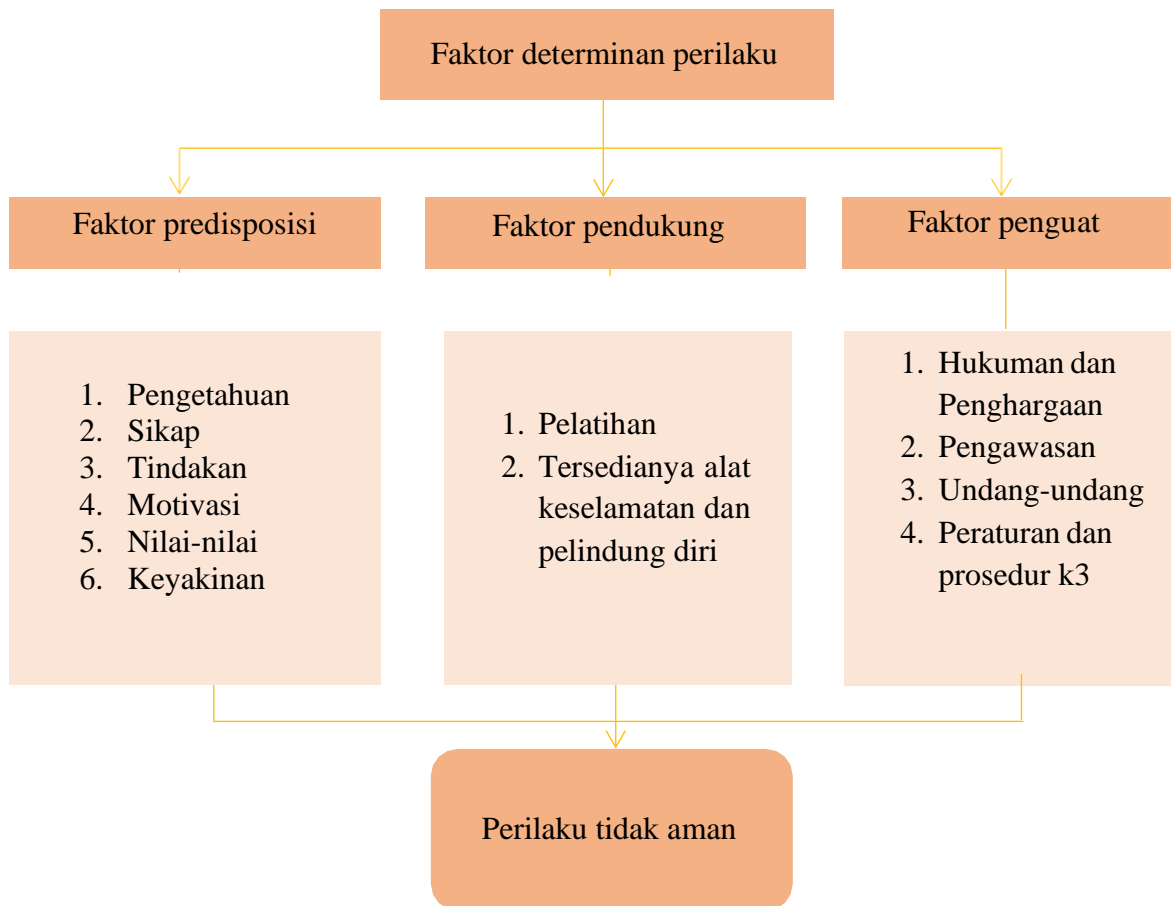 Faktor determinan perilaku
Faktor predisposisi
Faktor pendukung
Faktor penguat
1. Pengetahuan
2. Sikap
3. Tindakan
4. Motivasi
5. Nilai-nilai
6. Keyakinan
1. Pelatihan
2. Tersedianya alat
keselamatan dan
pelindung diri
1. Hukuman dan
Penghargaan
2. Pengawasan
3. Undang-undang
4. Peraturan dan
prosedur k3
Perilaku tidak aman